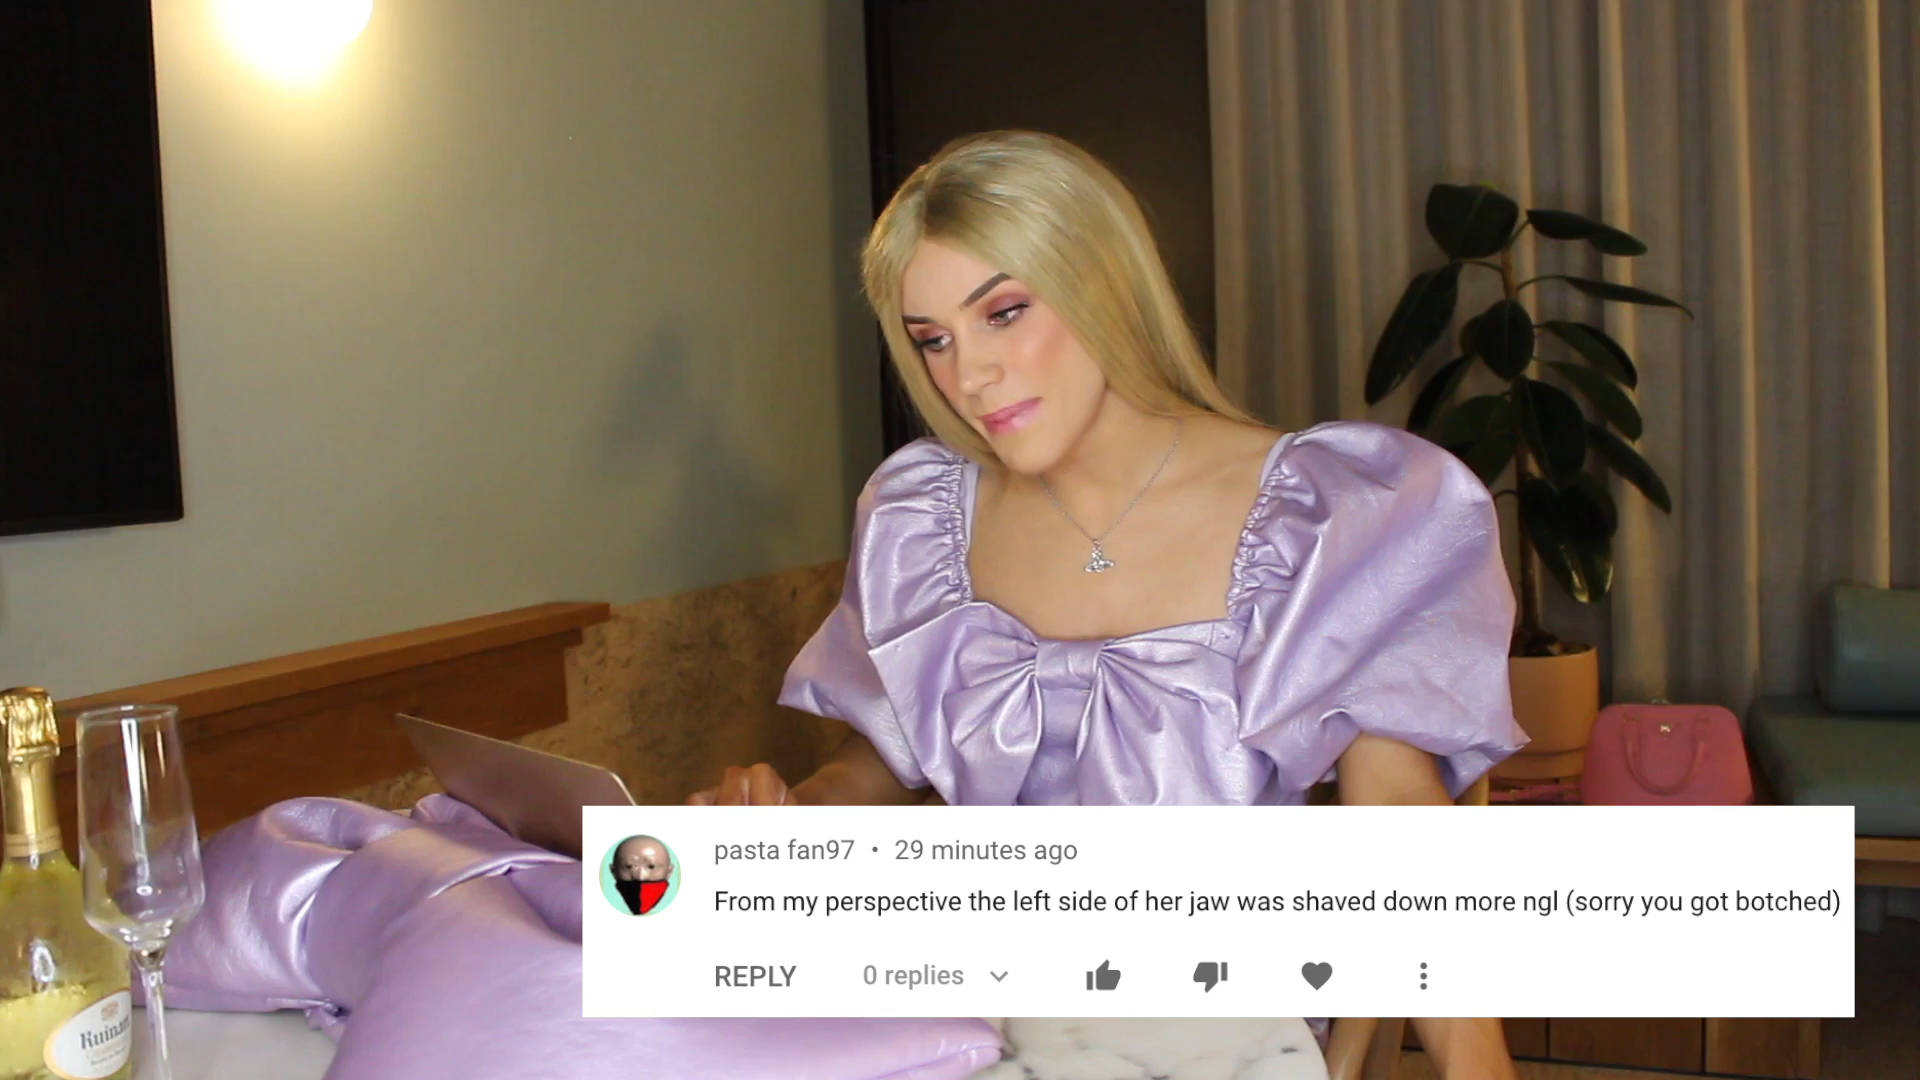 pasta fan97 • 29 minutes ago
From my perspective the left side of her jaw was shaved down more ngl (sorry you got botched)
REPLY 0 replies
Ruinart